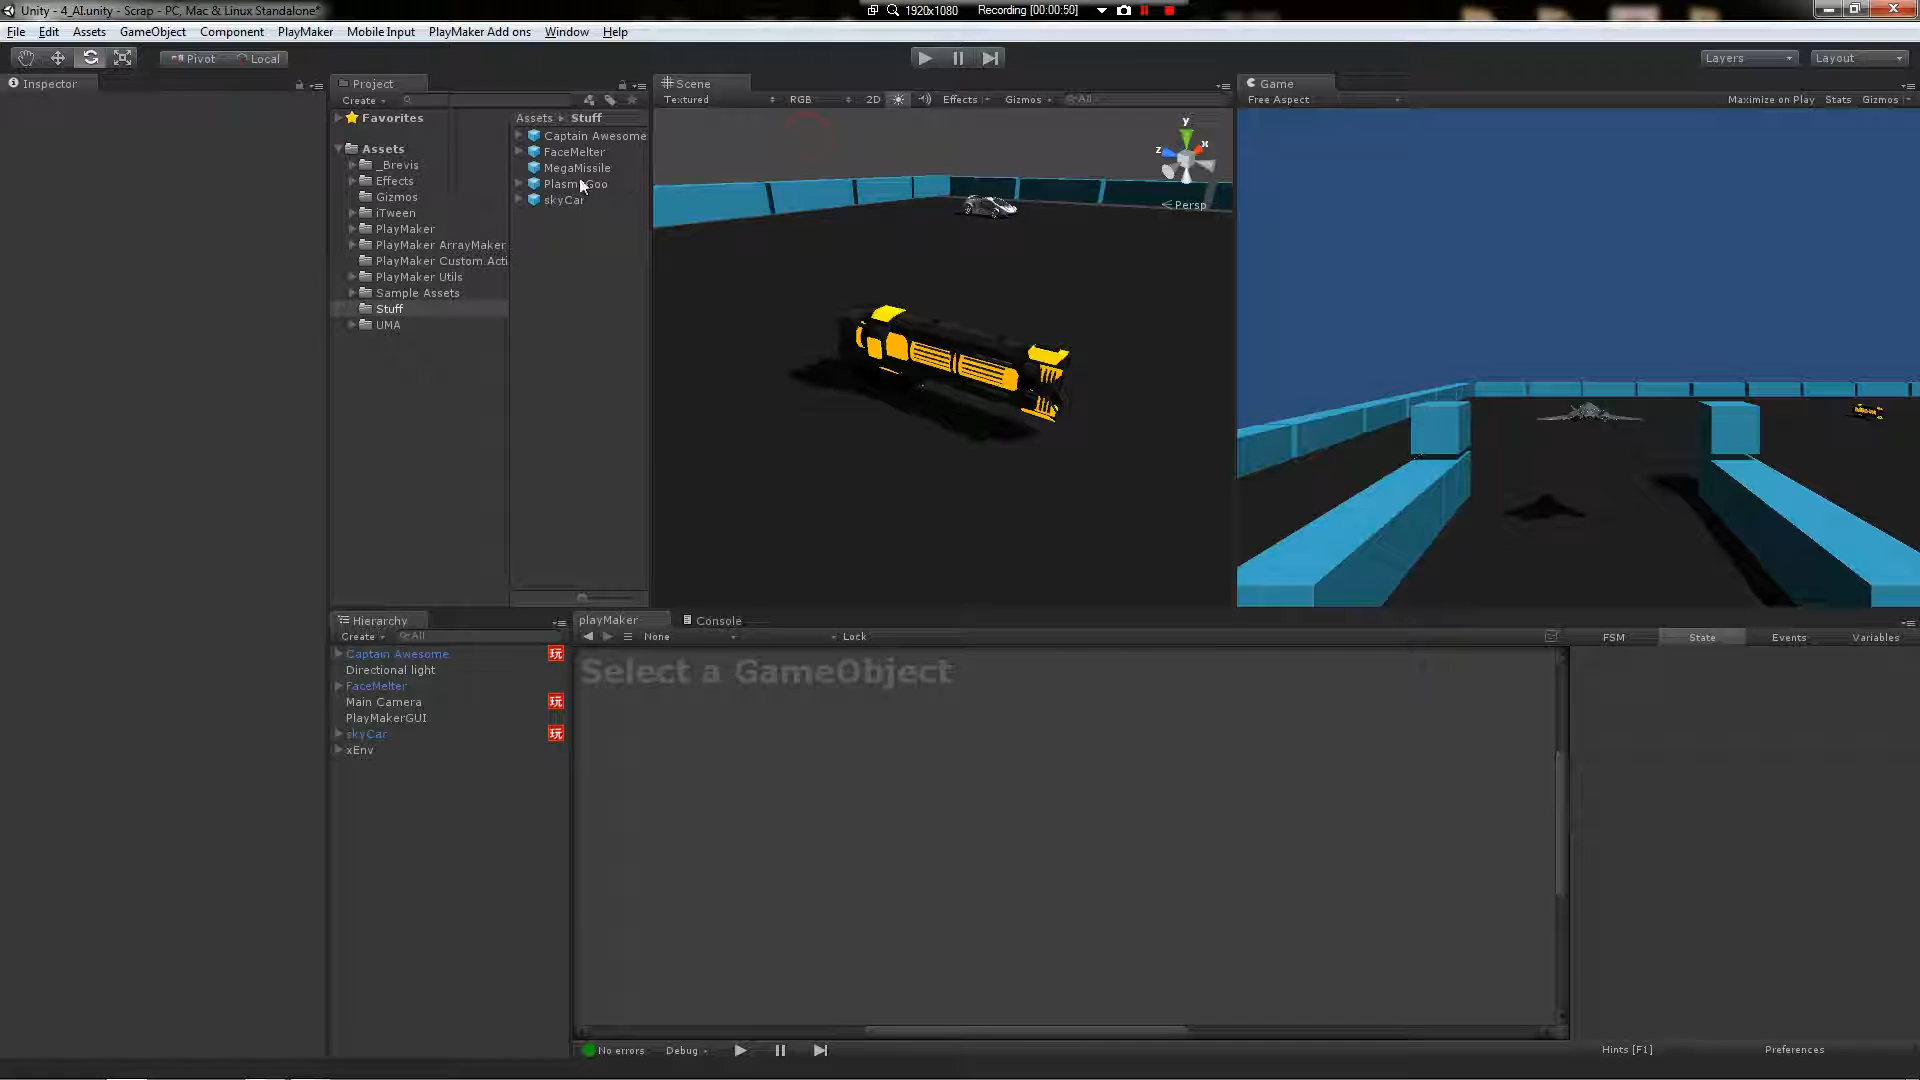 Unity - 4_AI.unity - Scrap - PC, Mac & Linux Standalone*
1920x1080
Recording [00:00:50]
File Edit Assets GameObject Component PlayMaker Mobile Input PlayMaker Add ons Window Help
Pivot Local
Layers
Layout
Inspector
Project
Create
Favorites
Assets
_Brevis
Effects
Gizmos
iTween
PlayMaker
PlayMaker ArrayMaker
PlayMaker Custom Acti
PlayMaker Utils
Sample Assets
Stuff
UMA
Assets Stuff
Captain Awesome
FaceMelter
MegaMissile
skyCar
Scene
Textured RGB 2D Effects Gizmos All
y
x
z
Persp
Game
Free Aspect
Maximize on Play Stats Gizmos
Hierarchy
Create All
Captain Awesome 玩
Directional light
FaceMelter
Main Camera 玩
PlayMakerGUI
skyCar 玩
xEnv
playMaker Console
None Lock
FSM State Events Variables
Select a GameObject
No errors Debug
Hints [F1] Preferences